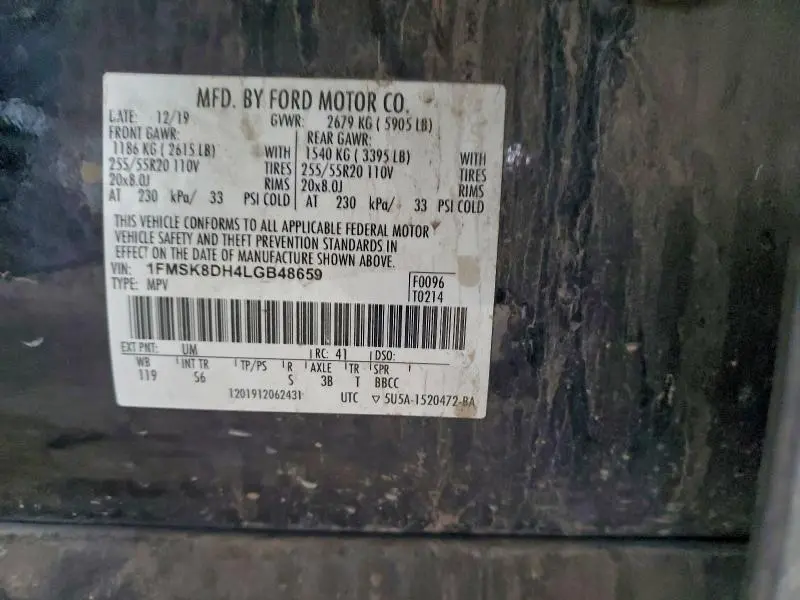 MFD. BY FORD MOTOR CO.
DATE: 12/19 GVWR: 2679 KG ( 5905 LB)
FRONT GAWR: REAR GAWR:
1186 KG ( 2615 LB) WITH 1540 KG ( 3395 LB) WITH
255/55R20 110V TIRES 255/55R20 110V TIRES
20x8.0J RIMS 20x8.0J RIMS
AT 230 kPa/ 33 PSI COLD AT 230 kPa/ 33 PSI COLD
THIS VEHICLE CONFORMS TO ALL APPLICABLE FEDERAL MOTOR
VEHICLE SAFETY AND THEFT PREVENTION STANDARDS IN
EFFECT ON THE DATE OF MANUFACTURE SHOWN ABOVE.
VIN: 1FMSK8DH4LGB48659 F0096
TYPE: MPV T0214
EXT PNT: UM RC: 41 DSO:
WB INT TR TP/PS R AXLE TR SPR
119 S6 S 3B T BBCC
1201912062431 UTC ▽ 5U5A-1520472-BA